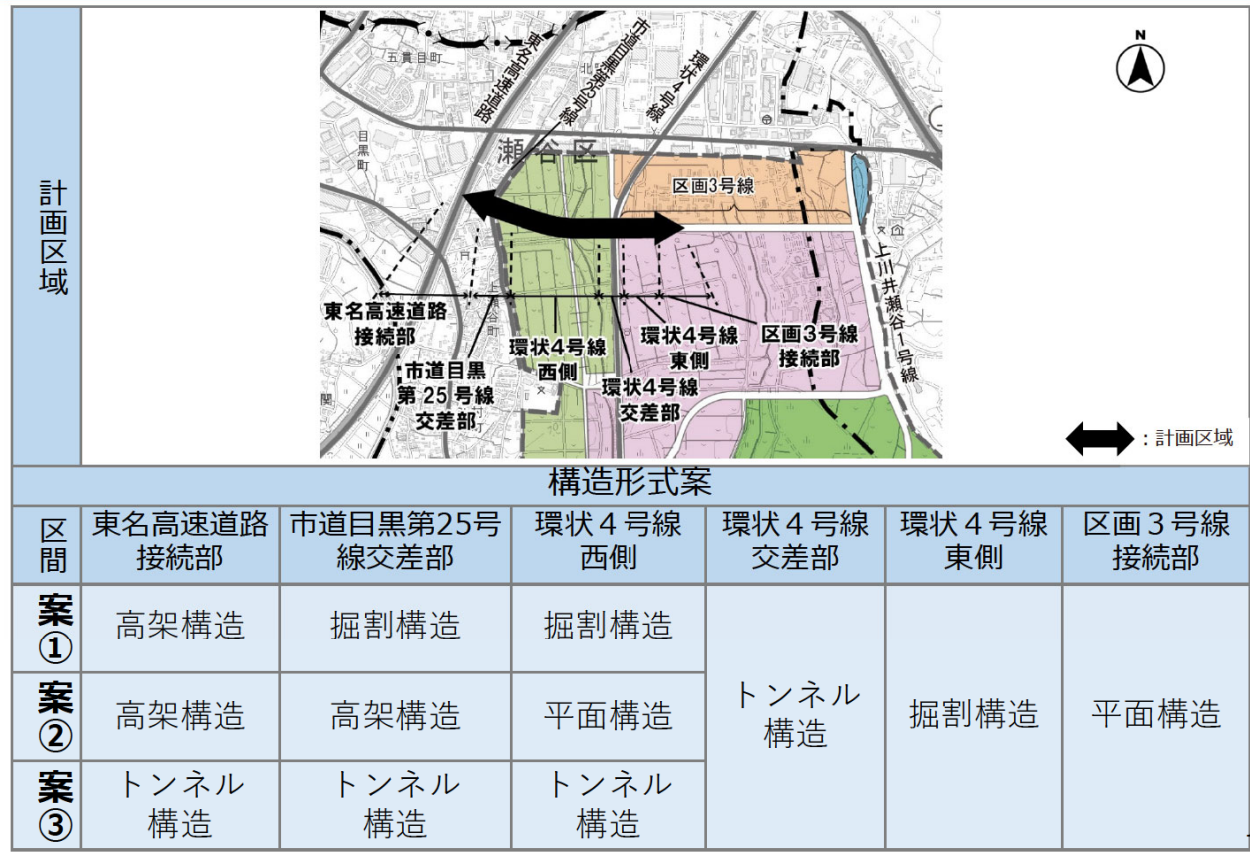 計画区域
N
五貫目町
東名高速道路
市道目黒第23号線
環状4号線
目黒町
瀬谷区
区画3号線
上川井瀬谷1号線
上瀬谷町
東名高速道路
接続部
市道目黒
第25号線
交差部
環状4号線
西側
環状4号線
交差部
環状4号線
東側
区画3号線
接続部
:計画区域
構造形式案
区間
東名高速道路
接続部
市道目黒第25号
線交差部
環状4号線
西側
環状4号線
交差部
環状4号線
東側
区画3号線
接続部
案①
高架構造
掘割構造
掘割構造
トンネル
構造
掘割構造
平面構造
案②
高架構造
高架構造
平面構造
案③
トンネル
構造
トンネル
構造
トンネル
構造